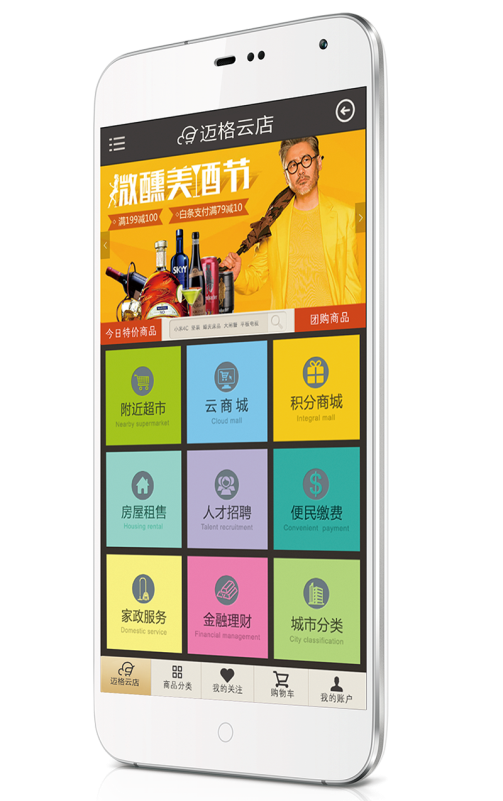 迈格云店
微醺美酒节
满199减100
白条支付满79减10
SKYY
今日特价商品
团购商品
附近超市
Nearby supermarket
云商城
Cloud mall
积分商城
Integral mall
房屋租售
Housing rental
人才招聘
Talent recruitment
便民缴费
Convenient payment
家政服务
Domestic service
金融理财
Financial management
城市分类
City classification
迈格云店
商品分类
我的关注
购物车
我的账户